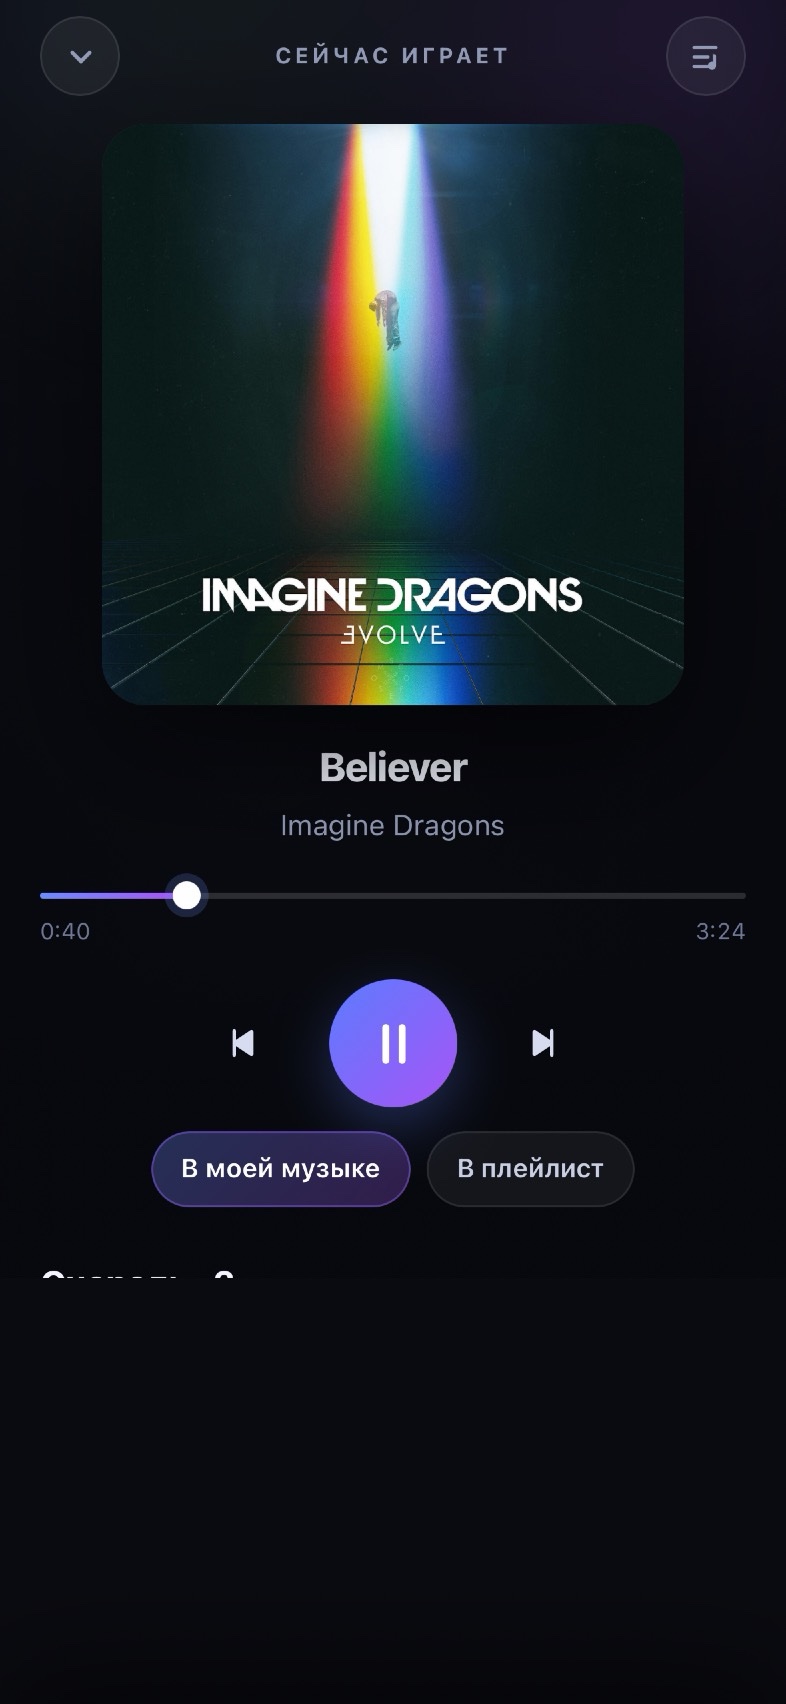 СЕЙЧАС ИГРАЕТ
IMAGINE DRAGONS
EVOLVE
Believer
Imagine Dragons
0:40 3:24
В моей музыке В плейлист